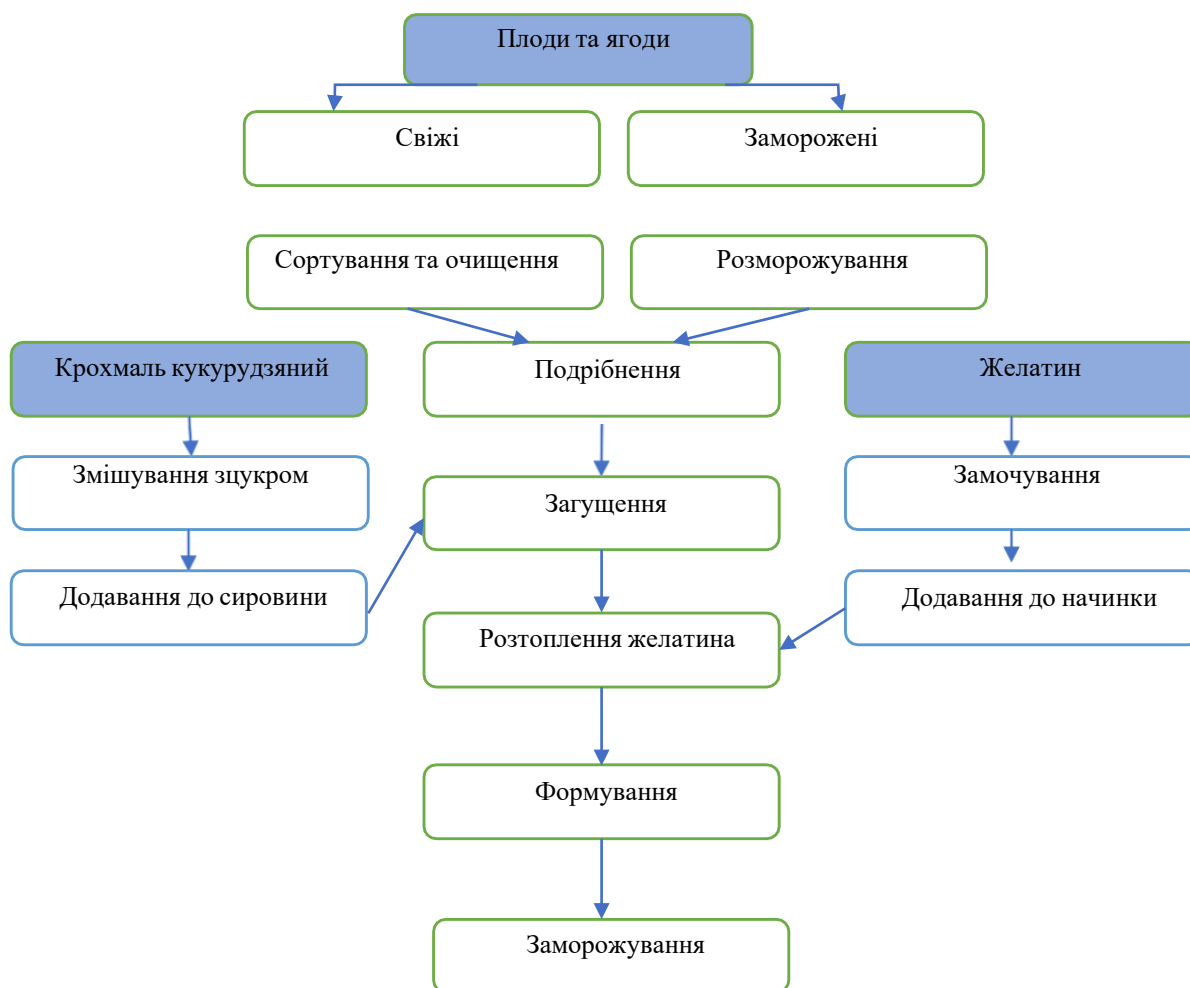 Плоди та ягоди
Свіжі
Заморожені
Сортування та очищення
Розморожування
Крохмаль кукурудзяний
Подрібнення
Желатин
Змішування зцукром
Загущення
Замочування
Додавання до сировини
Розтоплення желатина
Додавання до начинки
Формування
Заморожування